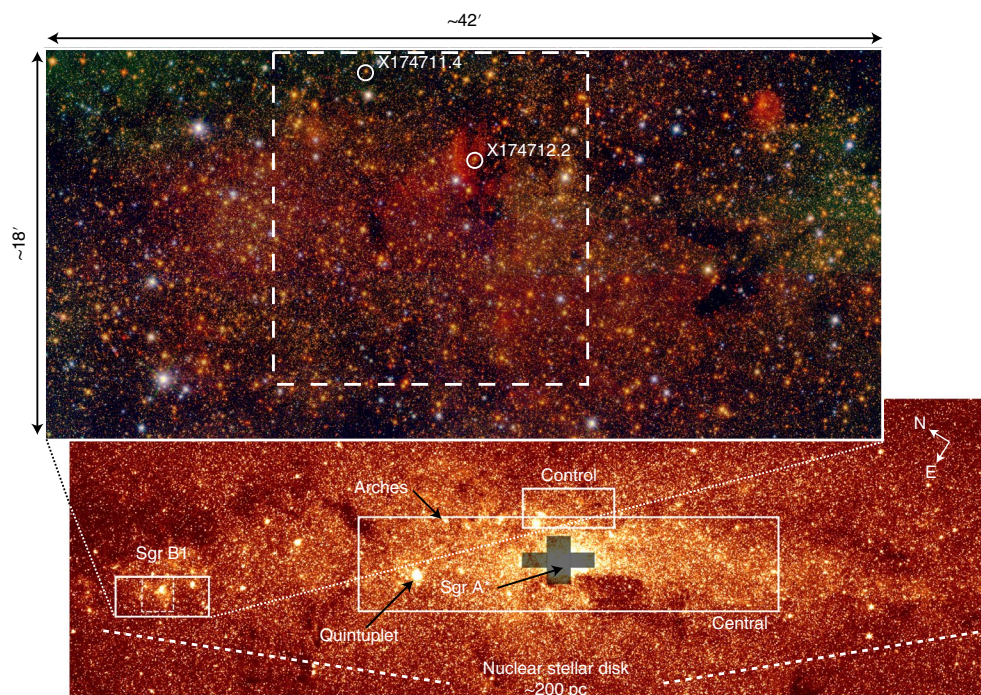 ~42′
~18′
X174711.4
X174712.2
N
E
Control
Arches
Sgr B1
Sgr A*
Quintuplet
Central
Nuclear stellar disk
~200 pc